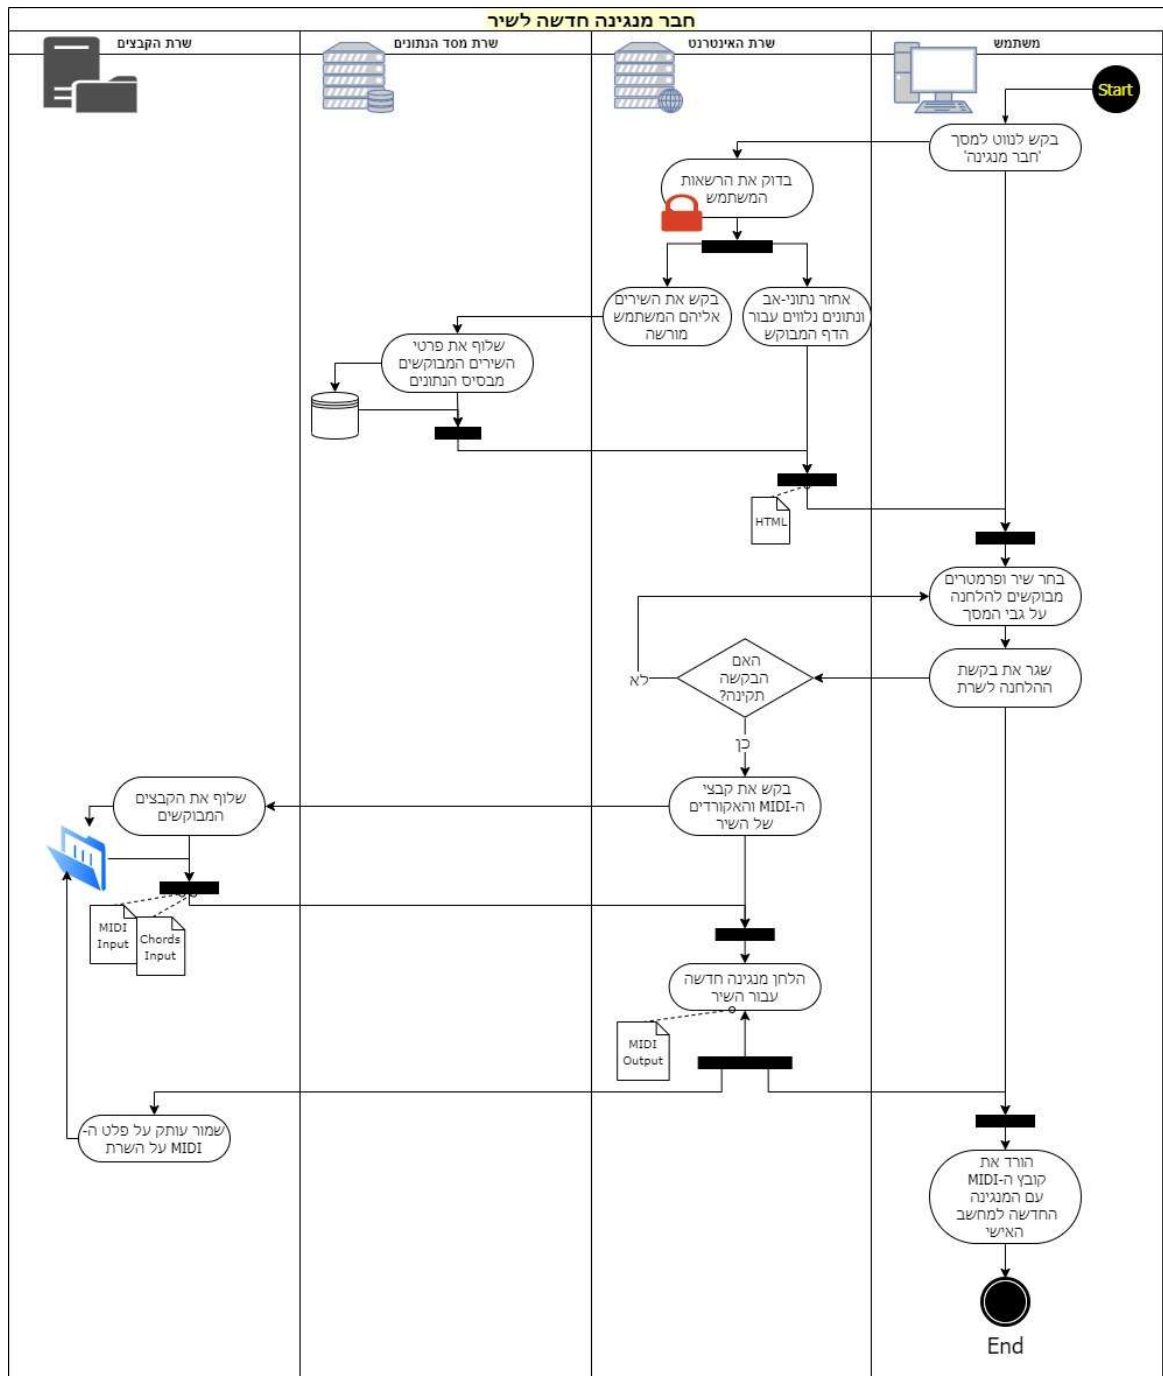 חבר מנגינה חדשה לשיר
משתמש
שרת האינטרנט
שרת מסד הנתונים
שרת הקבצים
Start
בקש לנווט למסך
'חבר מנגינה'
בדוק את הרשאות
המשתמש
אחזר נתוני-אב
ונתונים נלווים עבור
הדף המבוקש
בקש את השירים
אליהם המשתמש
מורשה
שלוף את פרטי
השירים המבוקשים
מבסיס הנתונים
HTML
בחר שיר ופרמטרים
מבוקשים להלחנה
על גבי המסך
שגר את בקשת
ההלחנה לשרת
האם
הבקשה
תקינה?
לא
כן
בקש את קבצי
ה-MIDI והאקורדים
של השיר
שלוף את הקבצים
המבוקשים
MIDI
Input
Chords
Input
הלחן מנגינה חדשה
עבור השיר
MIDI
Output
שמור עותק על פלט ה-
MIDI על השרת
הורד את
קובץ ה-MIDI
עם המנגינה
החדשה למחשב
האישי
End